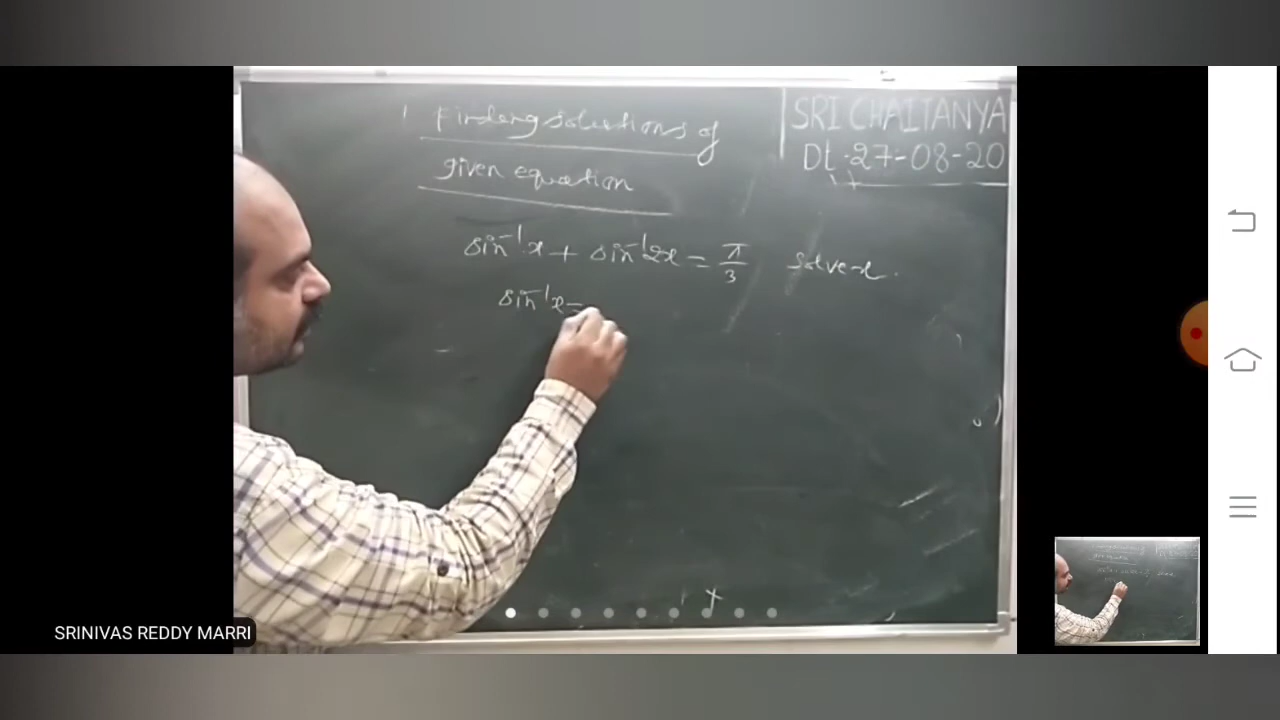 Finding solutions of
given equation
SRI CHAITANYA
Dt.27-08-20
sin⁻¹x + sin⁻¹2x = π/3 solve x.
sin⁻¹x =
SRINIVAS REDDY MARRI